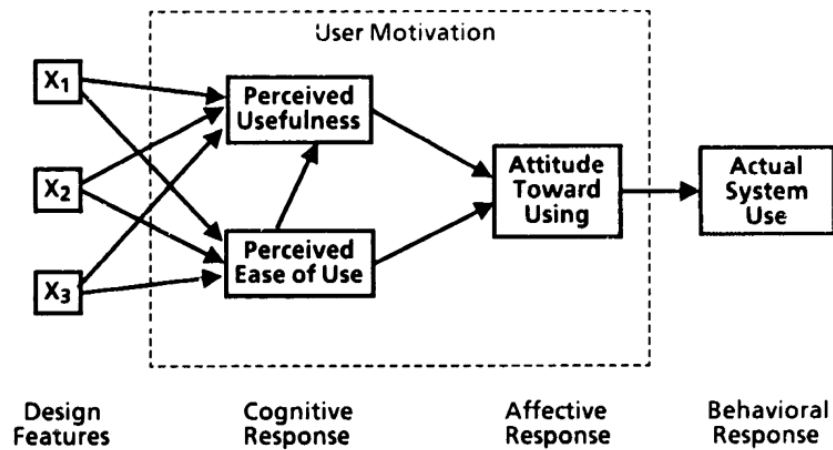 User Motivation
X1
X2
X3
Perceived
Usefulness
Perceived
Ease of Use
Attitude
Toward
Using
Actual
System
Use
Design
Features
Cognitive
Response
Affective
Response
Behavioral
Response